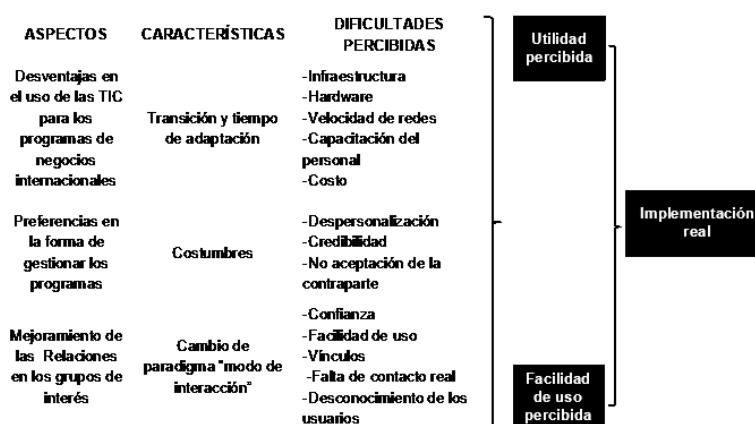 ASPECTOS
CARACTERÍSTICAS
DIFICULTADES
PERCIBIDAS
Desventajas en
el uso de las TIC
para los
programas de
negocios
internacionales
Transición y tiempo
de adaptación
-Infraestructura
-Hardware
-Velocidad de redes
-Capacitación del
personal
-Costo
Preferencias en
la forma de
gestionar los
programas
Costumbres
-Despersonalización
-Credibilidad
-No aceptación de la
contraparte
Mejoramiento de
las Relaciones
en los grupos de
interés
Cambio de
paradigma "modo de
interacción"
-Confianza
-Facilidad de uso
-Vínculos
-Falta de contacto real
-Desconocimiento de los
usuarios
Utilidad
percibida
Facilidad
de uso
percibida
Implementación
real